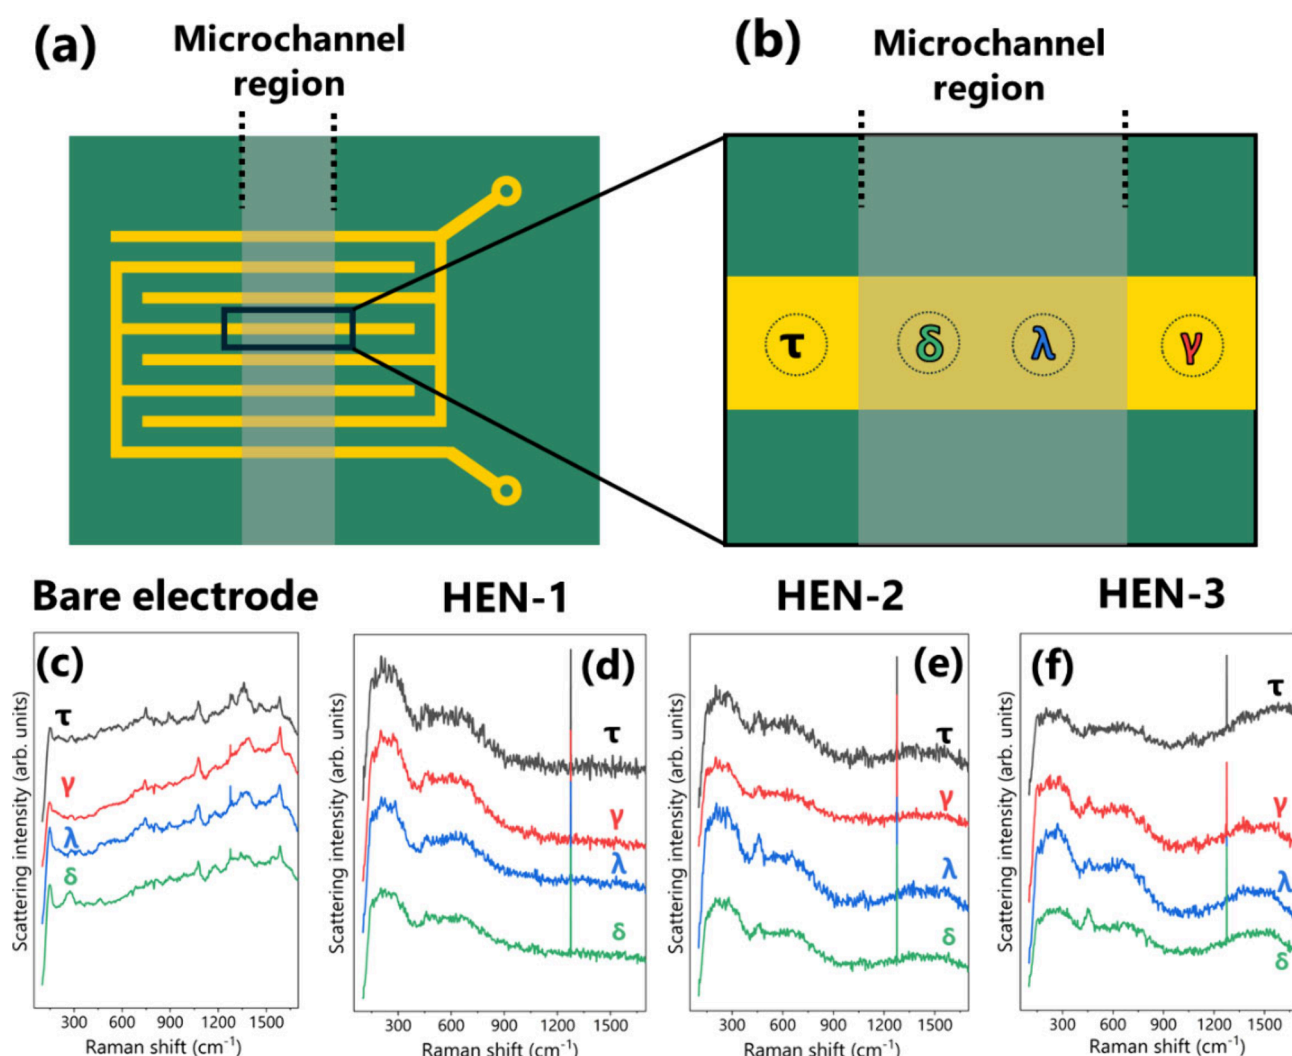 (a)
Microchannel
region
(b)
Microchannel
region
τ
δ
λ
γ
Bare electrode
HEN-1
HEN-2
HEN-3
Scattering intensity (arb. units)
(c)
τ
γ
λ
δ
300 600 900 1200 1500
Raman shift (cm⁻¹)
Scattering intensity (arb. units)
(d)
τ
γ
λ
δ
300 600 900 1200 1500
Raman shift (cm⁻¹)
Scattering intensity (arb. units)
(e)
τ
γ
λ
δ
300 600 900 1200 1500
Raman shift (cm⁻¹)
Scattering intensity (arb. units)
(f)
τ
γ
λ
δ
300 600 900 1200 1500
Raman shift (cm⁻¹)